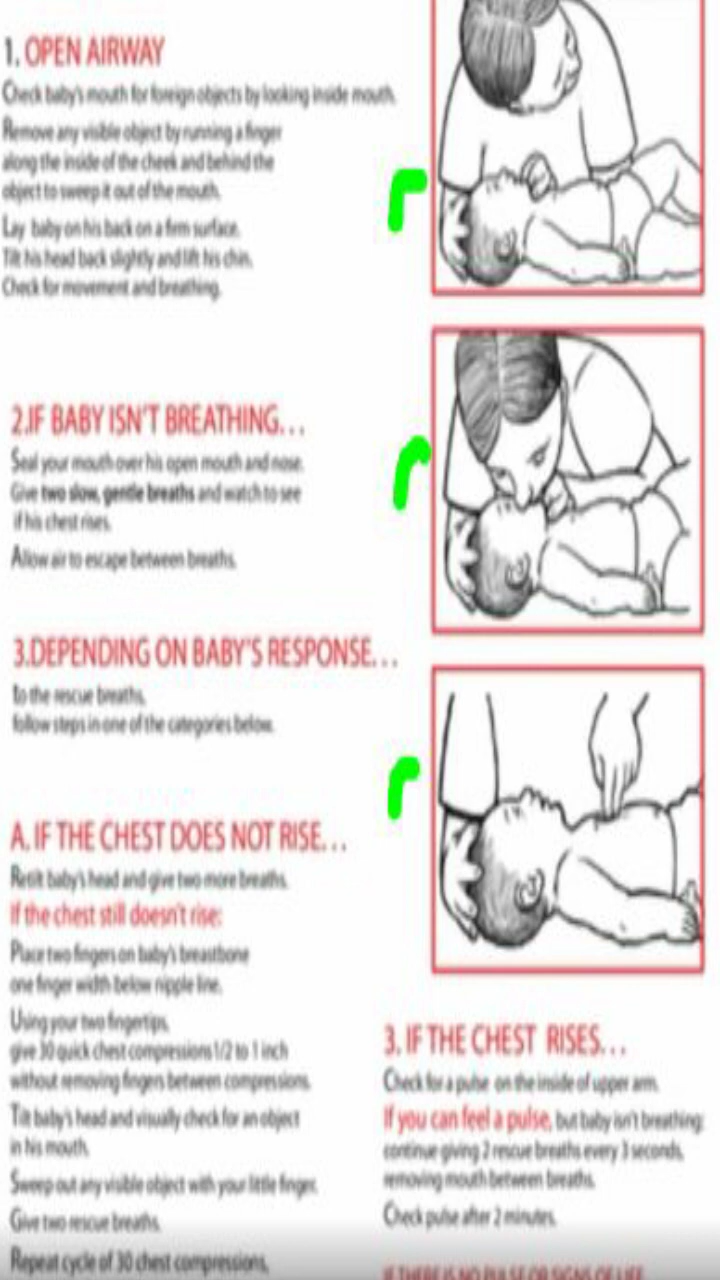 1. OPEN AIRWAY
Check baby's mouth for foreign objects by looking inside mouth.
Remove any visible object by running a finger
along the inside of the cheek and behind the
object to sweep it out of the mouth.
Lay baby on his back on a firm surface.
Tilt his head back slightly and lift his chin.
Check for movement and breathing.
2.IF BABY ISN'T BREATHING...
Seal your mouth over his open mouth and nose.
Give two slow, gentle breaths and watch to see
if his chest rises.
Allow air to escape between breaths.
3.DEPENDING ON BABY'S RESPONSE...
to the rescue breaths,
follow steps in one of the categories below.
A. IF THE CHEST DOES NOT RISE...
Retilt baby's head and give two more breaths.
If the chest still doesn't rise:
Place two fingers on baby's breastbone
one finger width below nipple line.
Using your two fingertips,
give 30 quick chest compressions 1/2 to 1 inch
without removing fingers between compressions.
Tilt baby's head and visually check for an object
in his mouth.
Sweep out any visible object with your little finger.
Give two rescue breaths.
Repeat cycle of 30 chest compressions,
3. IF THE CHEST RISES...
Check for a pulse on the inside of upper arm.
If you can feel a pulse, but baby isn't breathing:
continue giving 2 rescue breaths every 3 seconds,
removing mouth between breaths.
Check pulse after 2 minutes.
IF THERE IS NO PULSE OR SIGNS OF LIFE